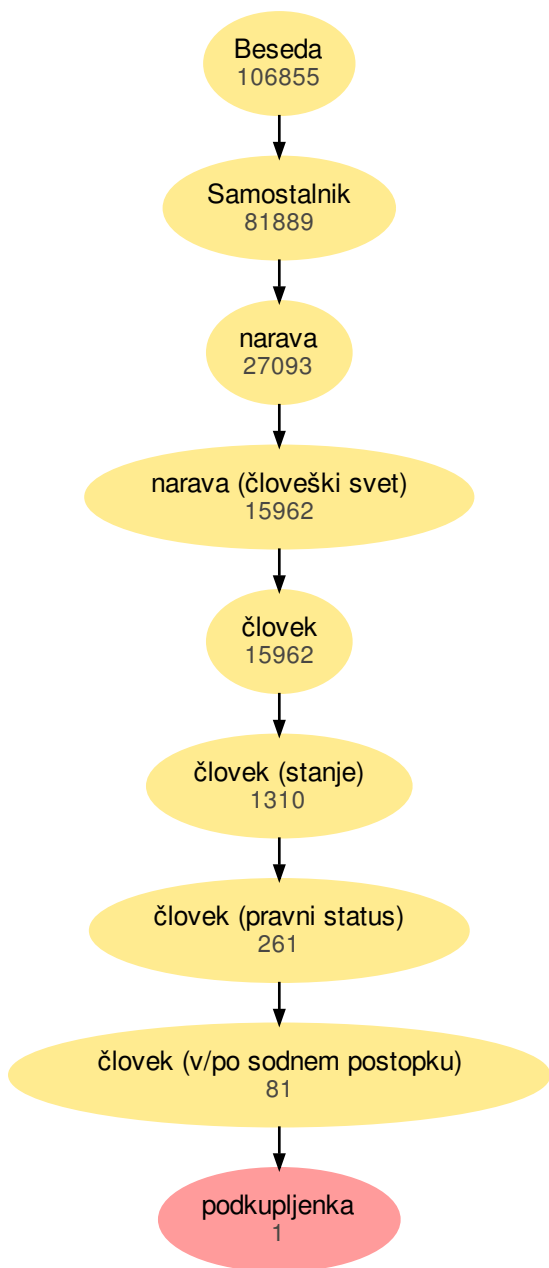 Beseda
106855
Samostalnik
81889
narava
27093
narava (človeški svet)
15962
človek
15962
človek (stanje)
1310
človek (pravni status)
261
človek (v/po sodnem postopku)
81
podkupljenka
1